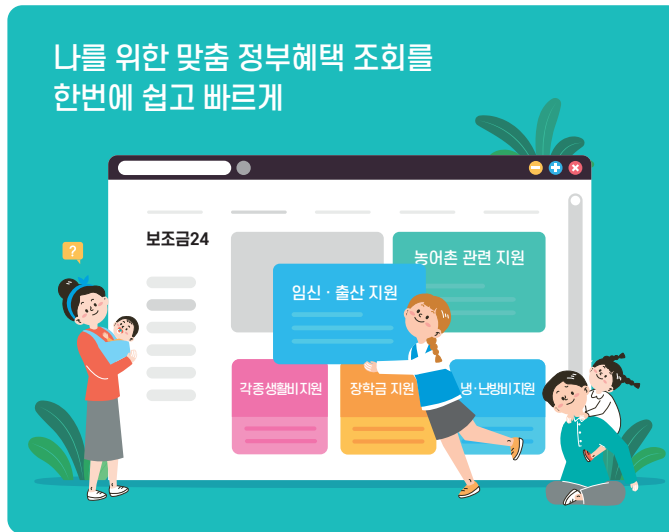 나를 위한 맞춤 정부혜택 조회를
한번에 쉽고 빠르게
?
보조금24
농어촌 관련 지원
임신 · 출산 지원
각종생활비지원
장학금 지원
냉·난방비지원